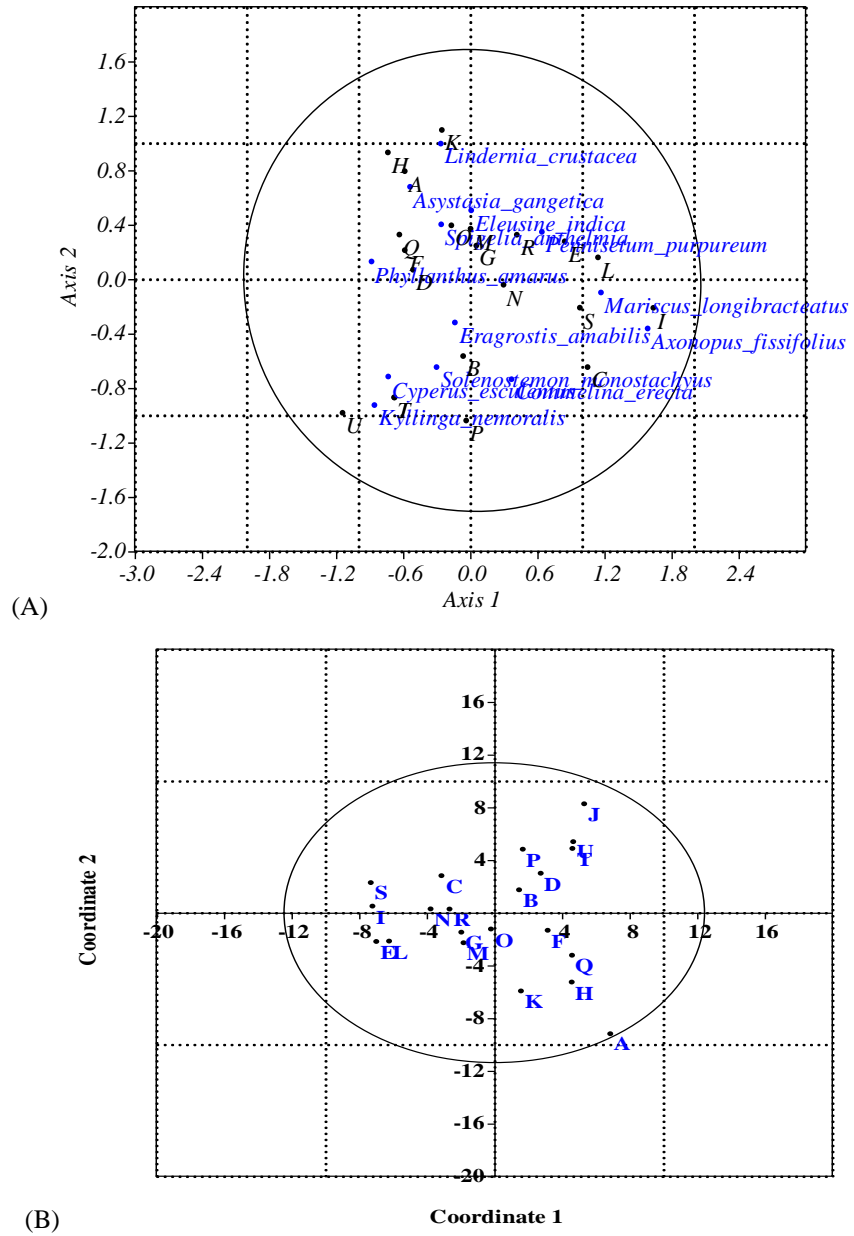 1.6
1.2
K
Lindernia_crustacea
H
0.8
A
Asystasia_gangetica
0.4
Eleusine_indica
O
M
Spigelia_anthelmia
Pennisetum_purpureum
Q
G
R
E
F
L
Phyllanthus_amarus
D
0.0
N
Mariscus_longibracteatus
S
I
-0.4
Eragrostis_amabilis
Axonopus_fissifolius
B
C
Solenostemon_monostachyus
-0.8
Cyperus_esculentus
Commelina_erecta
T
Kyllinga_nemoralis
U
P
-1.2
-1.6
-2.0
Axis 2
-3.0 -2.4 -1.8 -1.2 -0.6 0.0 0.6 1.2 1.8 2.4
Axis 1
(A)
16
12
8
J
4
P
U
T
D
C
S
B
I
N
R
-20 -16 -12 -8 -4 4 8 12 16
G
O
F
E
L
M
-4
Q
H
K
-8
A
-12
-16
-20
Coordinate 2
Coordinate 1
(B)